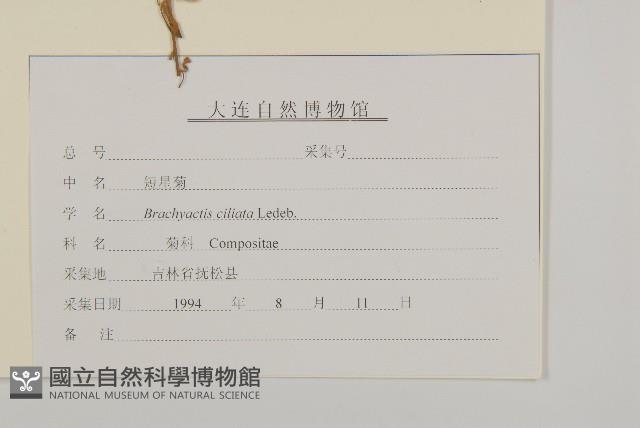 大连自然博物馆
总 号 采集号
中 名 短星菊
学 名 Brachyactis ciliata Ledeb.
科 名 菊科 Compositae
采集地 吉林省抚松县
采集日期 1994 年 8 月 11 日
备 注
國立自然科學博物館
NATIONAL MUSEUM OF NATURAL SCIENCE